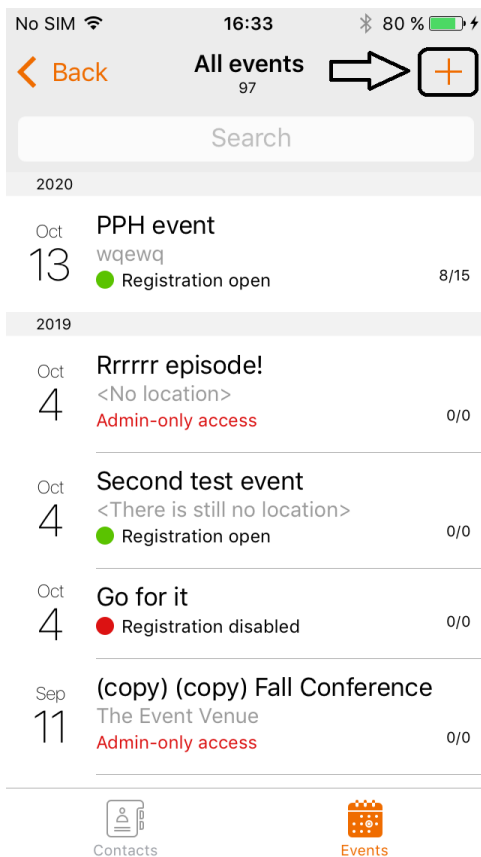 No SIM 16:33 80 %
Back All events
97
Search
2020
Oct
13
PPH event
wqewq
Registration open
8/15
2019
Oct
4
Rrrrrr episode!
<No location>
Admin-only access
0/0
Oct
4
Second test event
<There is still no location>
Registration open
0/0
Oct
4
Go for it
Registration disabled
0/0
Sep
11
(copy) (copy) Fall Conference
The Event Venue
Admin-only access
0/0
Contacts Events